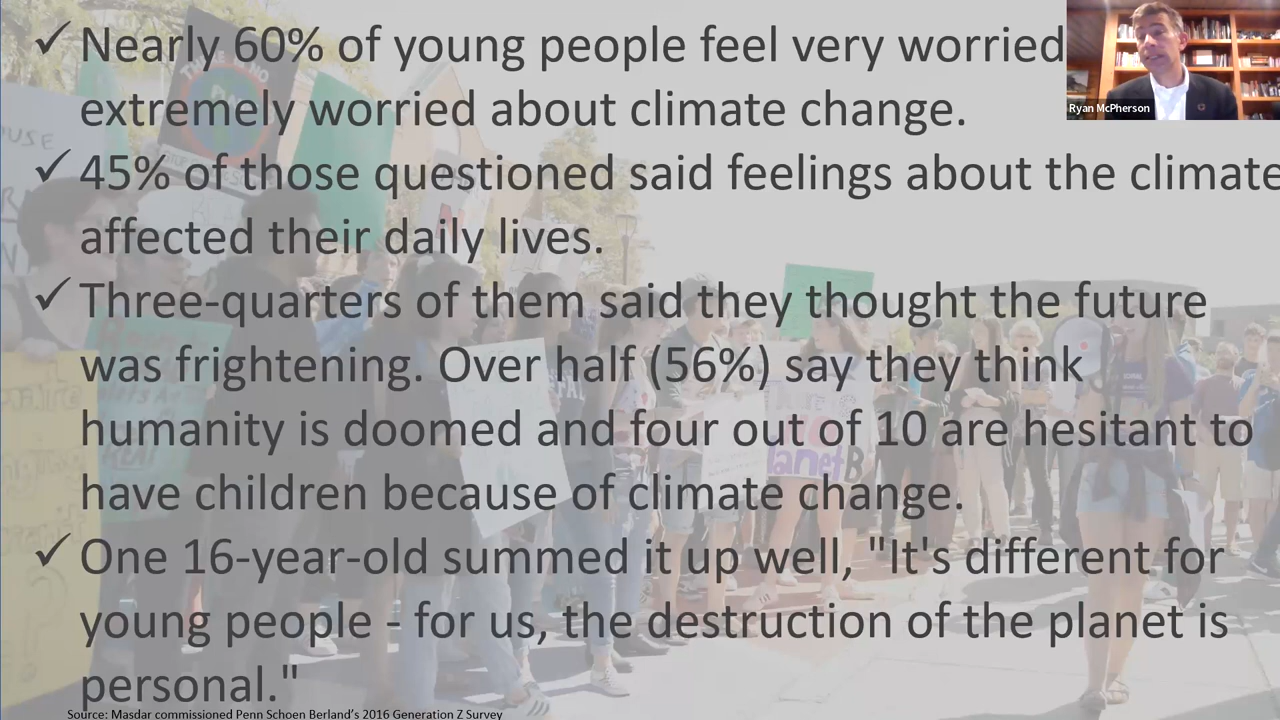 ✓ Nearly 60% of young people feel very worried
extremely worried about climate change.
✓ 45% of those questioned said feelings about the climate
affected their daily lives.
✓ Three-quarters of them said they thought the future
was frightening. Over half (56%) say they think
humanity is doomed and four out of 10 are hesitant to
have children because of climate change.
✓ One 16-year-old summed it up well, "It's different for
young people - for us, the destruction of the planet is
personal."
Source: Masdar commissioned Penn Schoen Berland's 2016 Generation Z Survey
Ryan McPherson